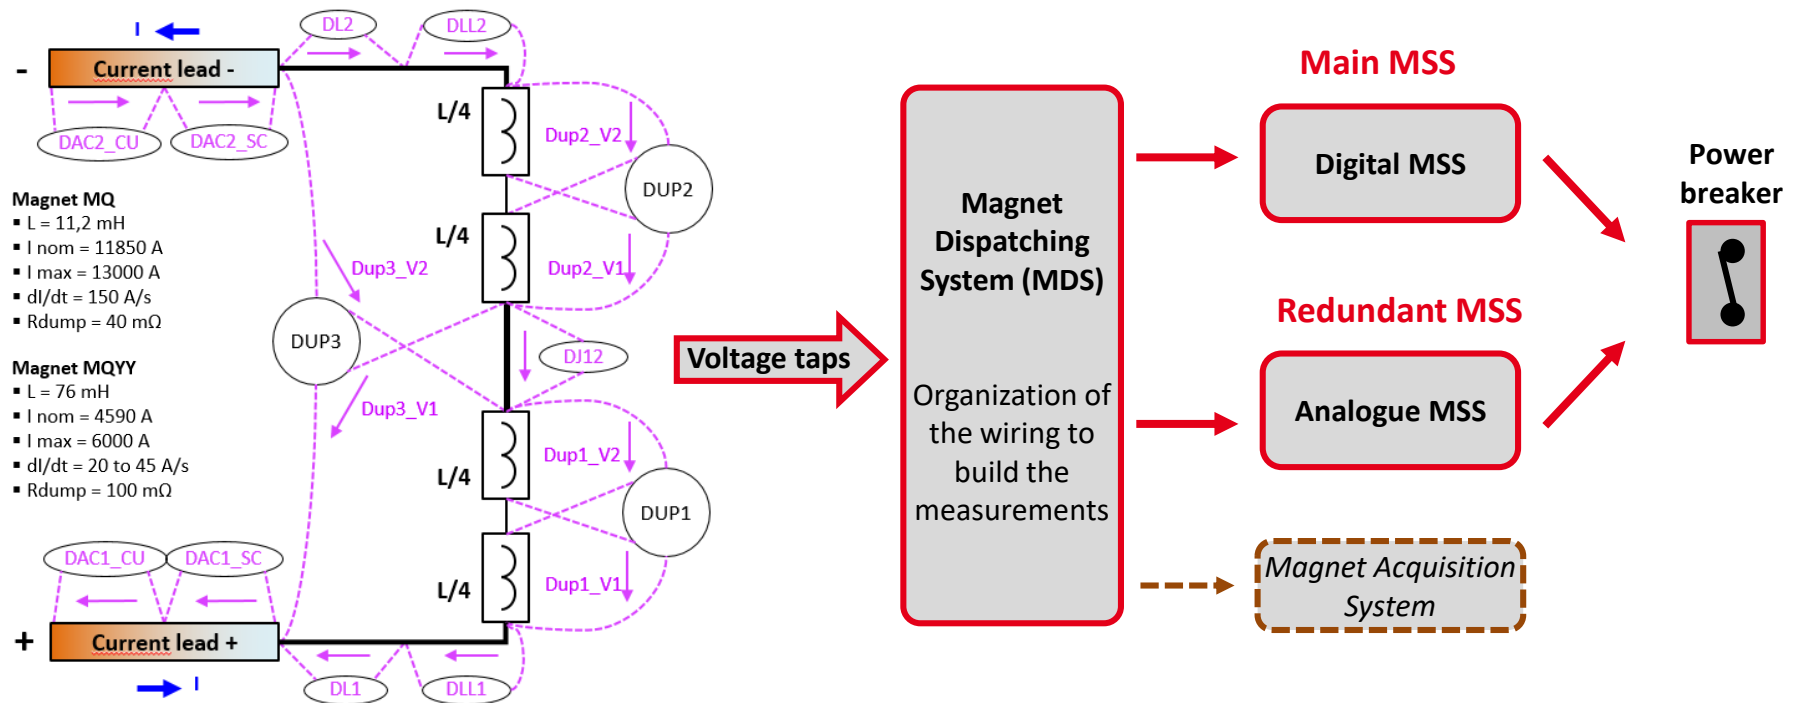 I
DL2
DLL2
-
Current lead -
DAC2_CU
DAC2_SC
L/4
Dup2_V2
DUP2
L/4
Dup2_V1
Magnet MQ
▪ L = 11,2 mH
▪ I nom = 11850 A
▪ I max = 13000 A
▪ dI/dt = 150 A/s
▪ Rdump = 40 mΩ
Magnet MQYY
▪ L = 76 mH
▪ I nom = 4590 A
▪ I max = 6000 A
▪ dI/dt = 20 to 45 A/s
▪ Rdump = 100 mΩ
Dup3_V2
DUP3
Dup3_V1
DJ12
L/4
Dup1_V2
DUP1
L/4
Dup1_V1
DAC1_CU
DAC1_SC
+
Current lead +
I
DL1
DLL1
Voltage taps
Magnet
Dispatching
System (MDS)
Organization of
the wiring to
build the
measurements
Main MSS
Digital MSS
Redundant MSS
Analogue MSS
Magnet Acquisition
System
Power
breaker